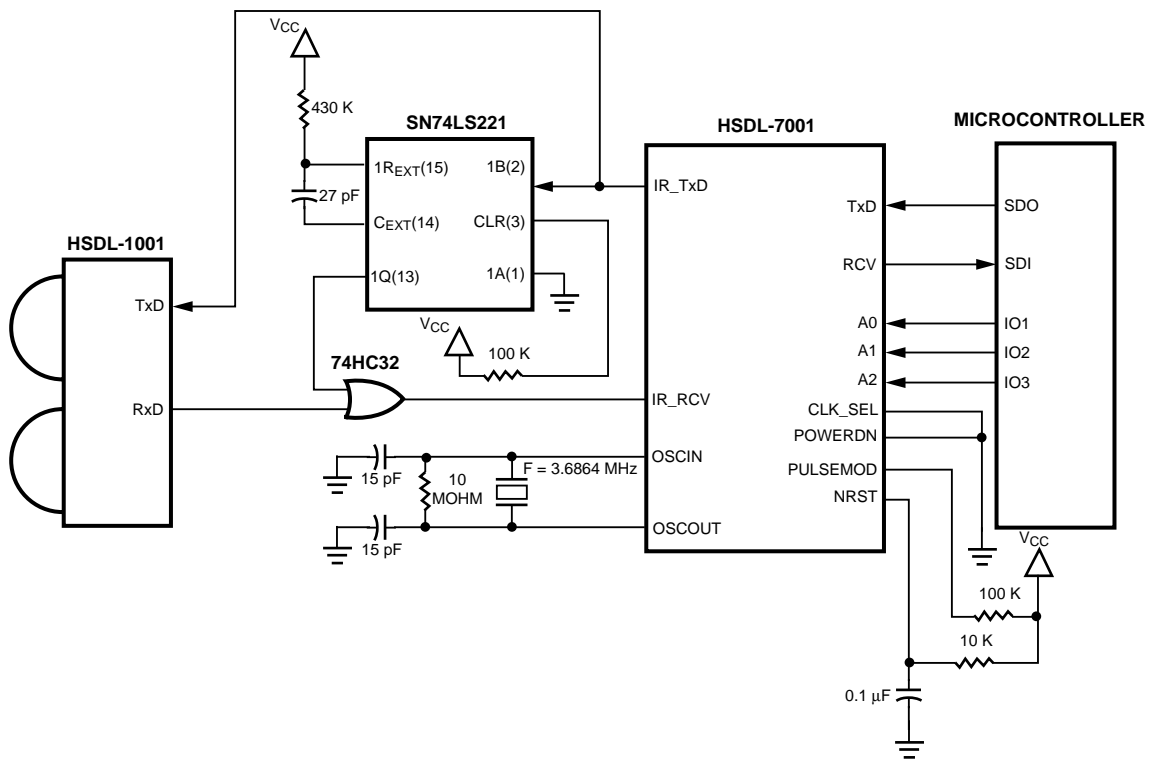 VCC
430 K
SN74LS221
HSDL-7001
MICROCONTROLLER
1REXT(15)
1B(2)
27 pF
CEXT(14)
CLR(3)
1Q(13)
1A(1)
HSDL-1001
TxD
RxD
VCC
100 K
74HC32
IR_TxD
IR_RCV
OSCIN
OSCOUT
TxD
RCV
A0
A1
A2
CLK_SEL
POWERDN
PULSEMOD
NRST
SDO
SDI
IO1
IO2
IO3
15 pF
10
MOHM
F = 3.6864 MHz
15 pF
VCC
100 K
10 K
0.1 µF